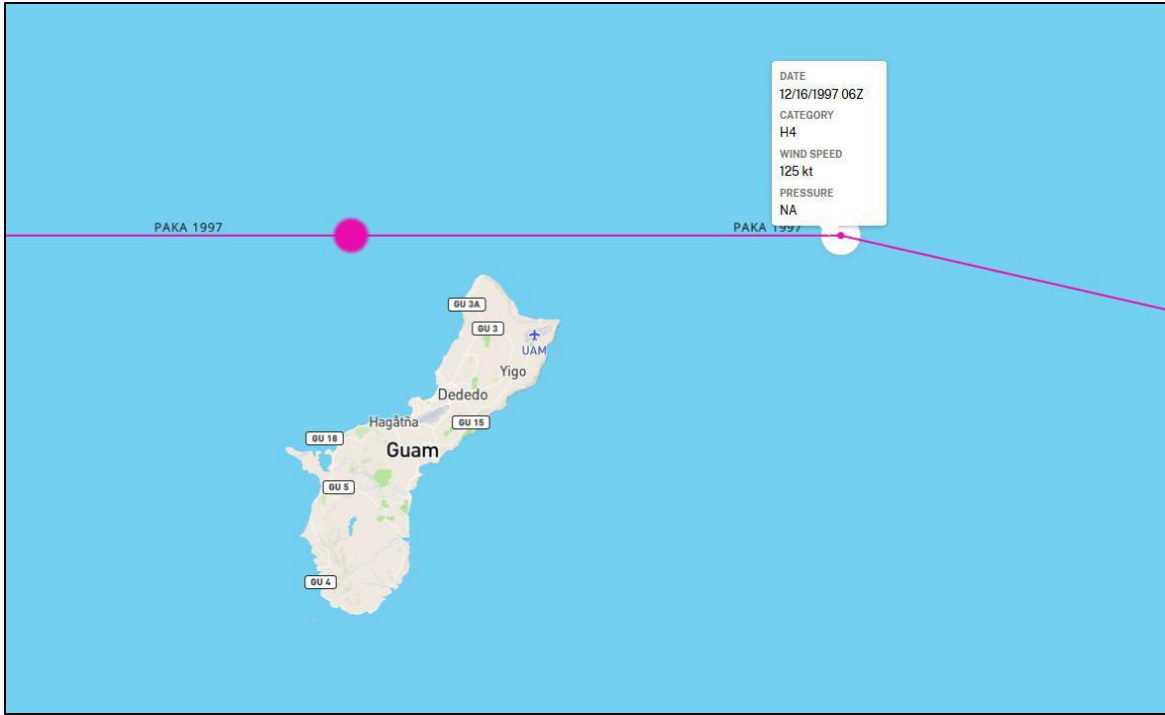 DATE
12/16/1997 06Z
CATEGORY
H4
WIND SPEED
125 kt
PRESSURE
NA
PAKA 1997
PAKA 1997
GU 3A
GU 3
UAM
Yigo
Dededo
Hagåtña
GU 15
GU 18
Guam
GU 5
GU 4